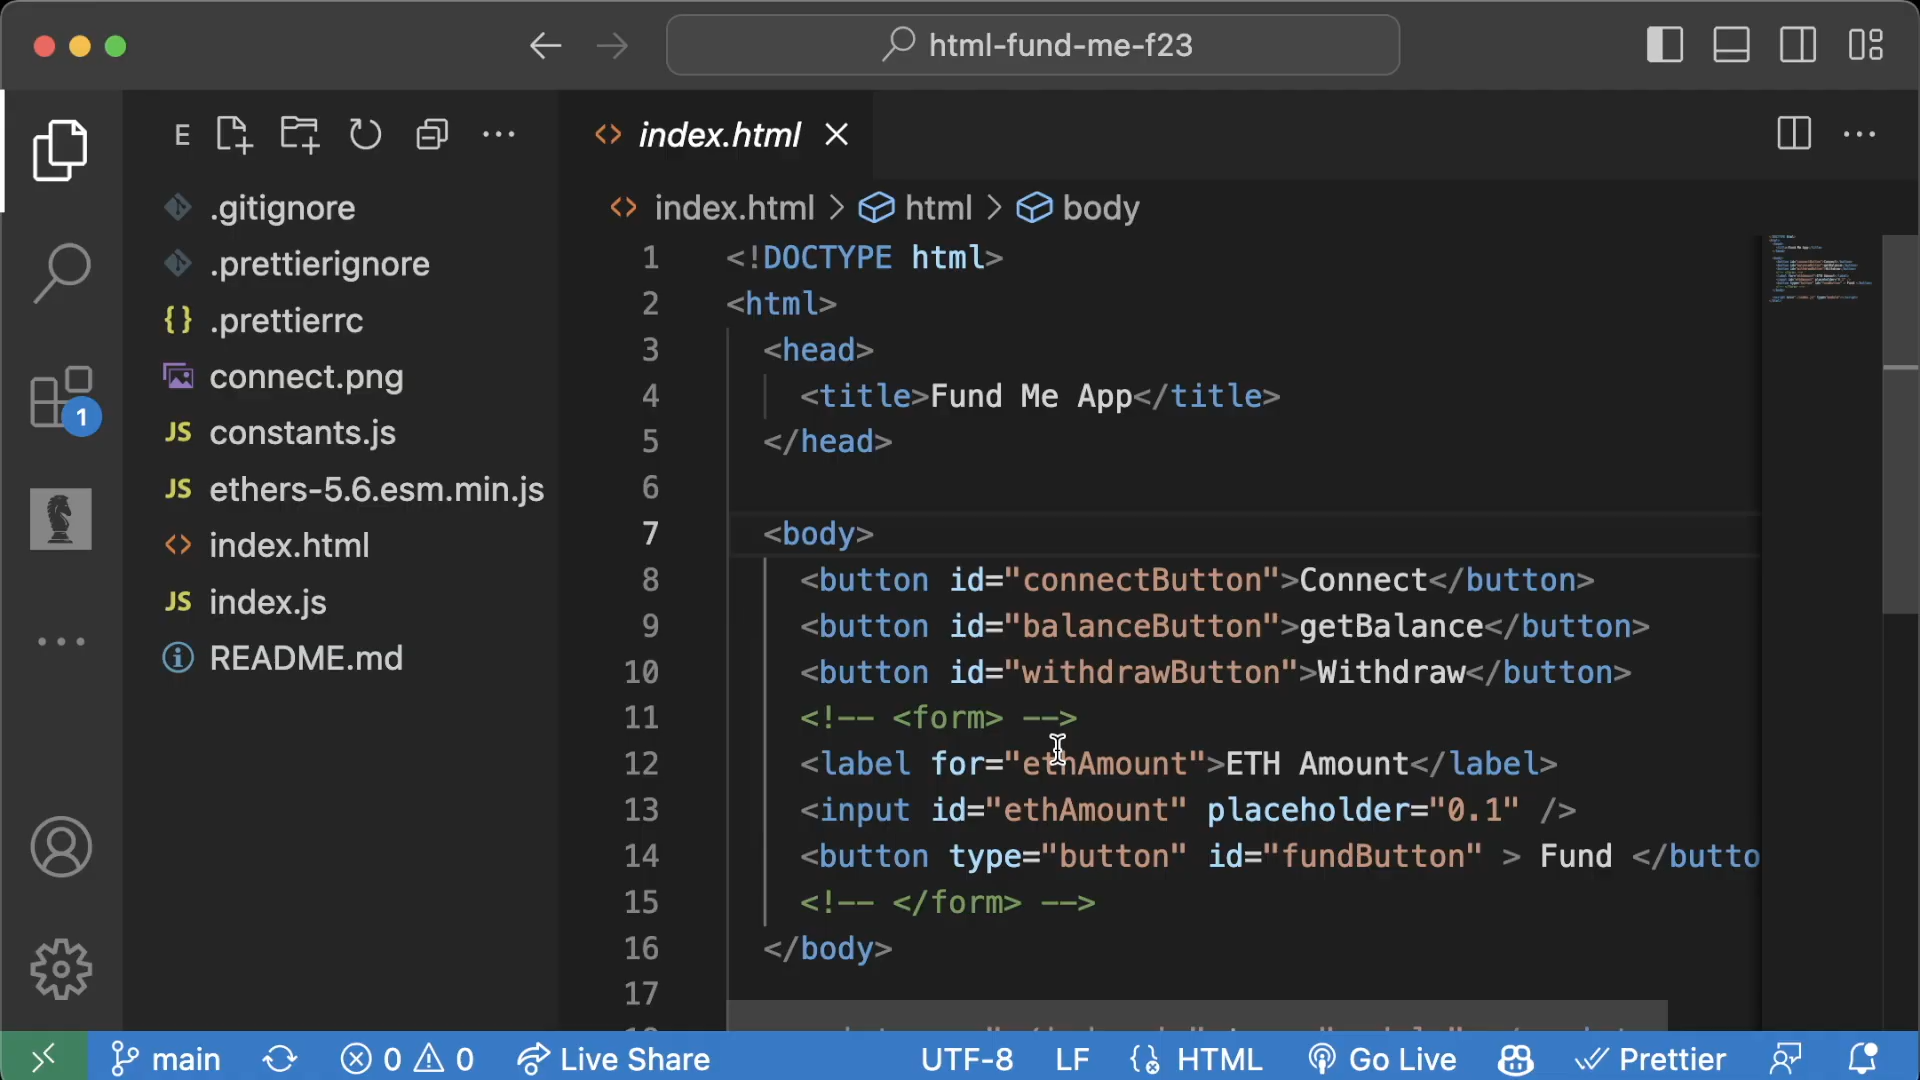 html-fund-me-f23
E
index.html
.gitignore
.prettierignore
.prettierrc
connect.png
constants.js
ethers-5.6.esm.min.js
index.html
index.js
README.md
1
index.html > html > body
1 <!DOCTYPE html>
2 <html>
3 <head>
4 <title>Fund Me App</title>
5 </head>
6
7 <body>
8 <button id="connectButton">Connect</button>
9 <button id="balanceButton">getBalance</button>
10 <button id="withdrawButton">Withdraw</button>
11 <!-- <form> -->
12 <label for="ethAmount">ETH Amount</label>
13 <input id="ethAmount" placeholder="0.1" />
14 <button type="button" id="fundButton" > Fund </butto
15 <!-- </form> -->
16 </body>
17
main 0 0 Live Share UTF-8 LF HTML Go Live Prettier